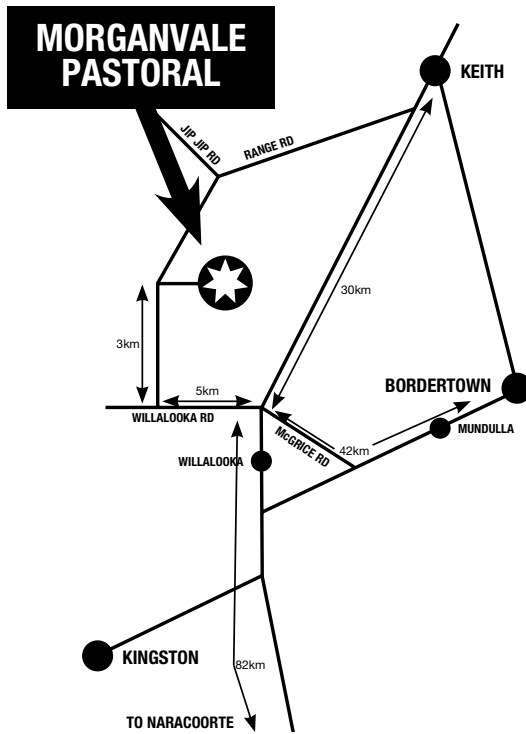 MORGANVALE
PASTORAL
KEITH
JIP JIP RD
RANGE RD
30km
3km
5km
BORDERTOWN
WILLALOOKA RD
MUNDULLA
McGRICE RD
42km
WILLALOOKA
KINGSTON
82km
TO NARACOORTE